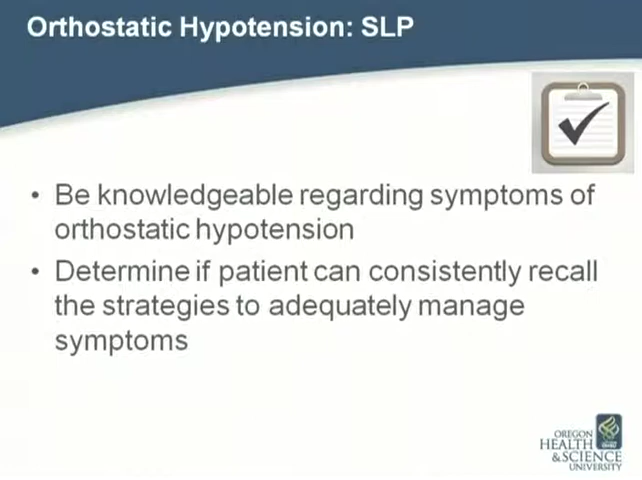 Orthostatic Hypotension: SLP
• Be knowledgeable regarding symptoms of
orthostatic hypotension
• Determine if patient can consistently recall
the strategies to adequately manage
symptoms
OREGON
HEALTH
& SCIENCE
UNIVERSITY